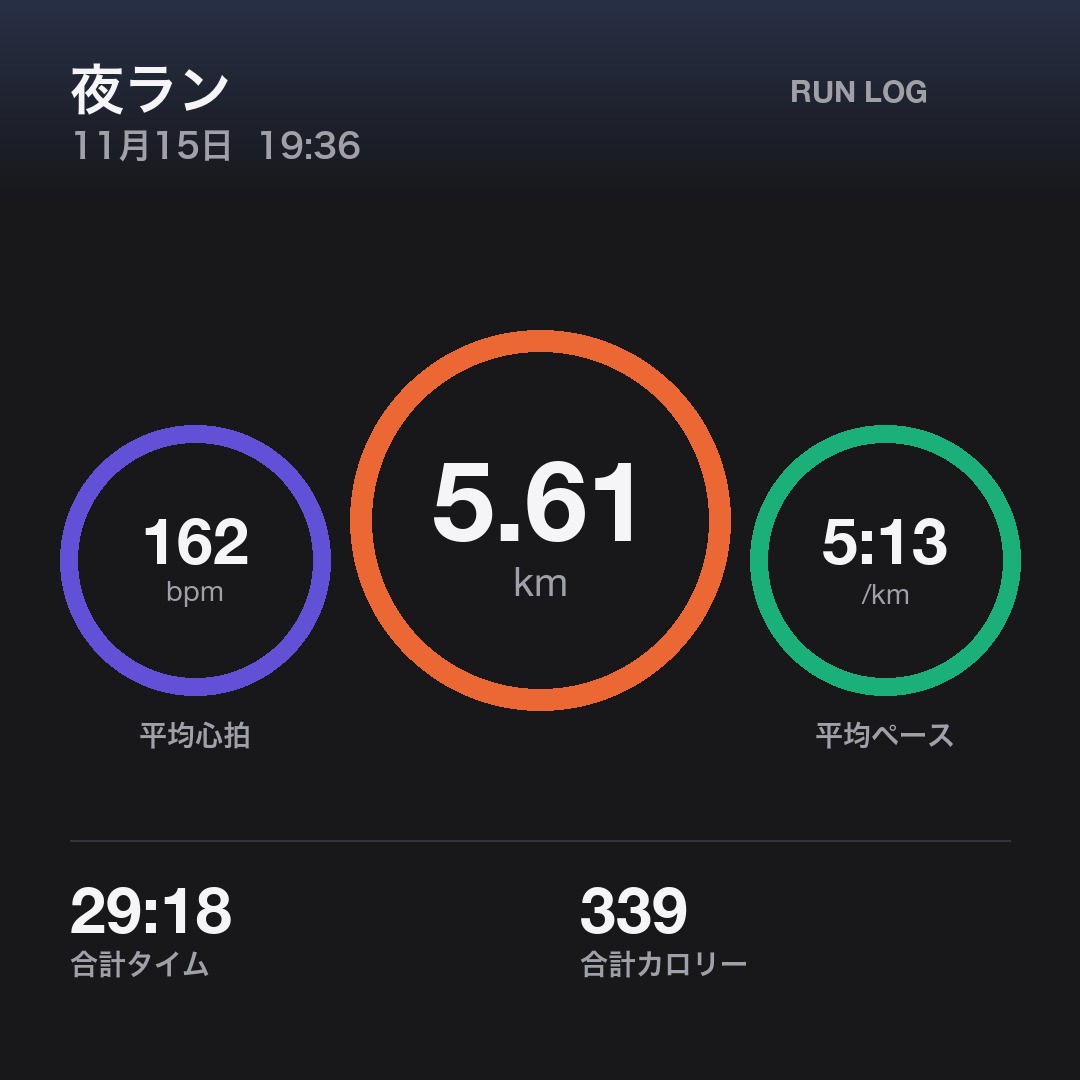 夜ラン
RUN LOG
11月15日 19:36
162
bpm
平均心拍
5.61
km
5:13
/km
平均ペース
29:18
合計タイム
339
合計カロリー